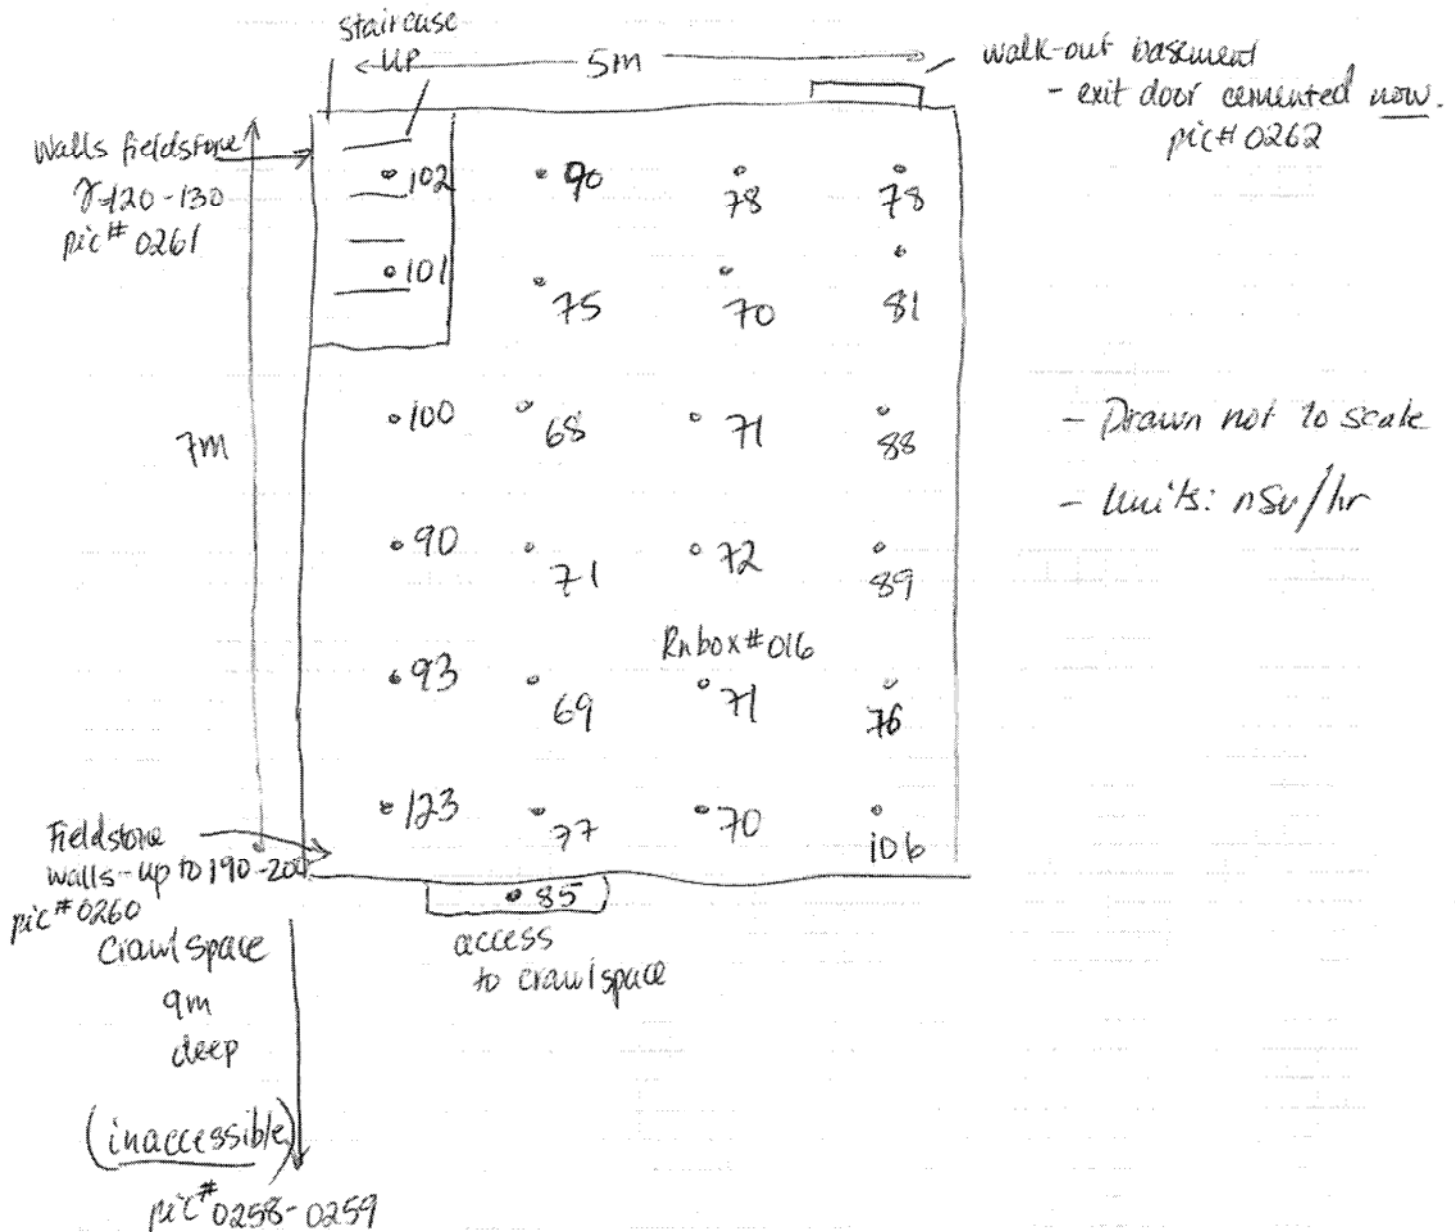 staircase
UP
5m
walk-out basement
- exit door cemented now.
pic# 0262
Walls fieldstone
γ-120-130
pic# 0261
102 90 78 78
101 75 70 81
7m
100 68 71 88
- Drawn not to scale
- Units: nSv/hr
90 71 72 89
Rnbox#016
93 69 71 76
123 77 70 106
Fieldstone
walls-up to 190-200
pic# 0260
85
Crawlspace
9m
deep
access
to crawlspace
(inaccessible)
pic# 0258-0259